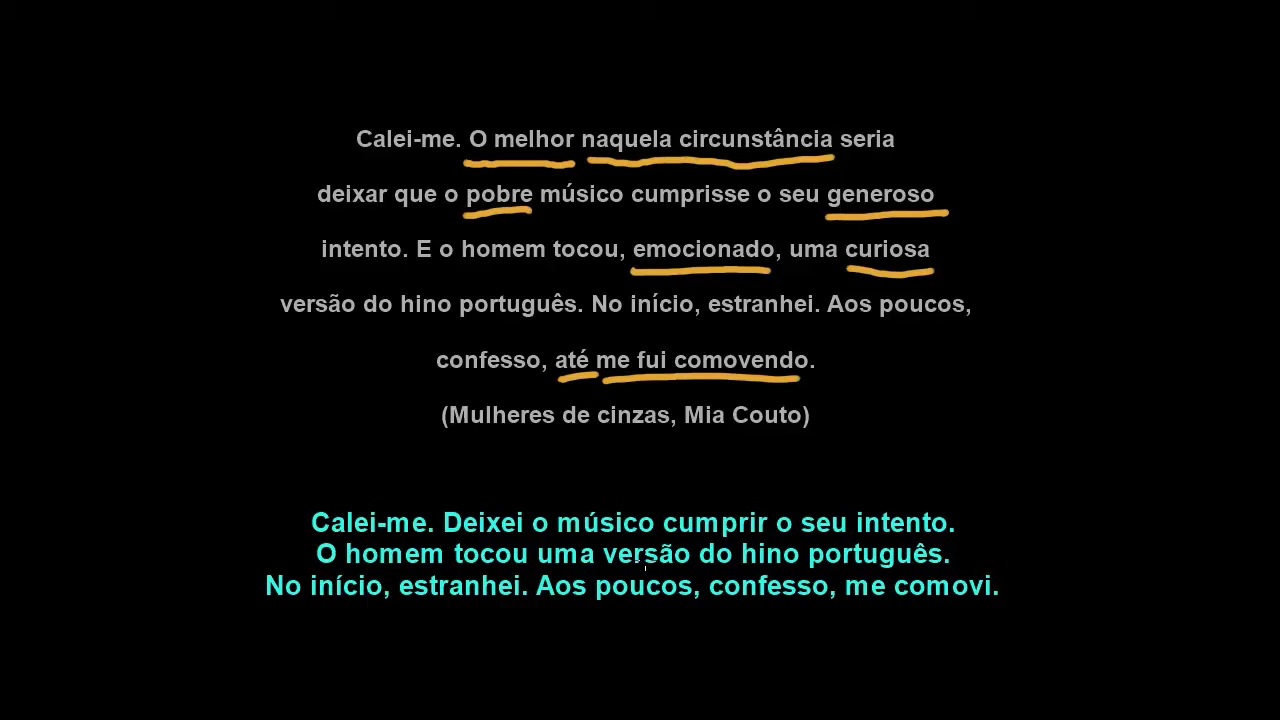 Calei-me. O melhor naquela circunstância seria
deixar que o pobre músico cumprisse o seu generoso
intento. E o homem tocou, emocionado, uma curiosa
versão do hino português. No início, estranhei. Aos poucos,
confesso, até me fui comovendo.
(Mulheres de cinzas, Mia Couto)
Calei-me. Deixei o músico cumprir o seu intento.
O homem tocou uma versão do hino português.
No início, estranhei. Aos poucos, confesso, me comovi.